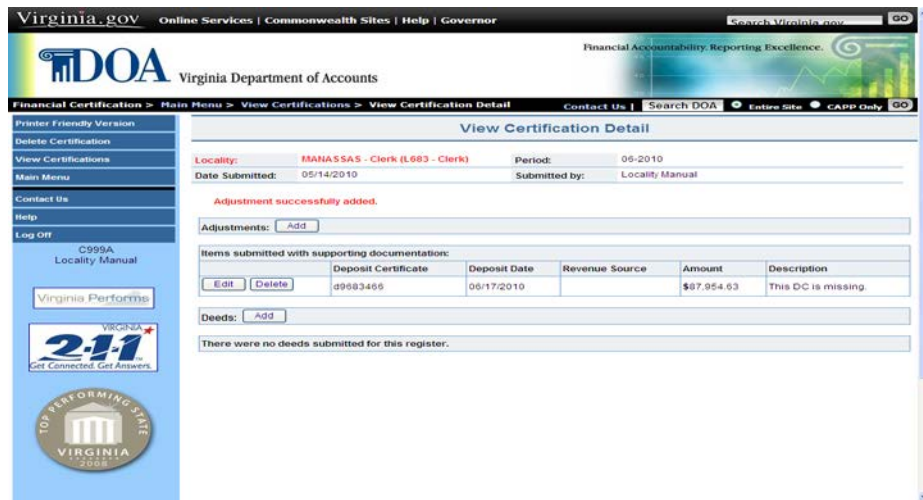 Virginia.gov Online Services | Commonwealth Sites | Help | Governor Search Virginia.gov GO
DOA Virginia Department of Accounts Financial Accountability. Reporting Excellence.
Financial Certification > Main Menu > View Certifications > View Certification Detail Contact Us | Search DOA Entire Site CAPP Only GO
Printer Friendly Version
Delete Certification
View Certifications
Main Menu
Contact Us
Help
Log Off
C999A
Locality Manual
Virginia Performs
VIRGINIA
2-1-1
Get Connected. Get Answers.
TOP PERFORMING STATE
VIRGINIA
2008
View Certification Detail
Locality: MANASSAS - Clerk (L683 - Clerk) Period: 06-2010
Date Submitted: 05/14/2010 Submitted by: Locality Manual
Adjustment successfully added.
Adjustments: Add
Items submitted with supporting documentation:
Deposit Certificate Deposit Date Revenue Source Amount Description
Edit Delete d9683466 06/17/2010 $87,954.63 This DC is missing.
Deeds: Add
There were no deeds submitted for this register.